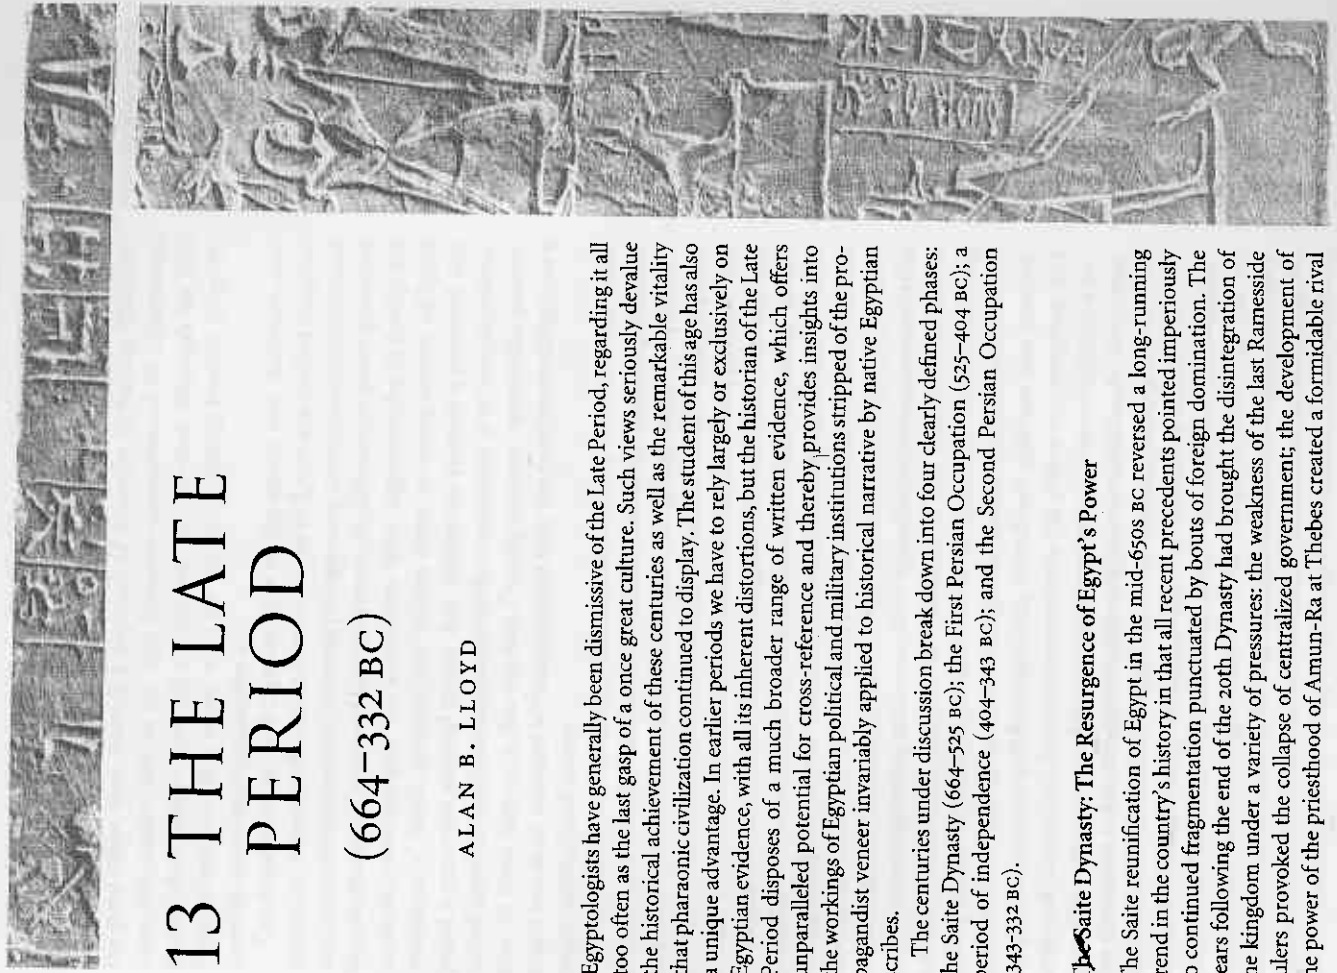 13 THE LATE
PERIOD
(664–332 BC)
ALAN B. LLOYD
Egyptologists have generally been dismissive of the Late Period, regarding it all
too often as the last gasp of a once great culture. Such views seriously devalue
the historical achievement of these centuries as well as the remarkable vitality
that pharaonic civilization continued to display. The student of this age has also
a unique advantage. In earlier periods we have to rely largely or exclusively on
Egyptian evidence, with all its inherent distortions, but the historian of the Late
Period disposes of a much broader range of written evidence, which offers
unparalleled potential for cross-reference and thereby provides insights into
the workings of Egyptian political and military institutions stripped of the pro-
pagandist veneer invariably applied to historical narrative by native Egyptian
cribes.
The centuries under discussion break down into four clearly defined phases:
he Saite Dynasty (664–525 BC); the First Persian Occupation (525–404 BC); a
eriod of independence (404–343 BC); and the Second Persian Occupation
343-332 BC).
The Saite Dynasty: The Resurgence of Egypt's Power
he Saite reunification of Egypt in the mid-650s BC reversed a long-running
rend in the country's history in that all recent precedents pointed imperiously
o continued fragmentation punctuated by bouts of foreign domination. The
ears following the end of the 20th Dynasty had brought the disintegration of
he kingdom under a variety of pressures: the weakness of the last Ramesside
ulers provoked the collapse of centralized government; the development of
he power of the priesthood of Amun-Ra at Thebes created a formidable rival